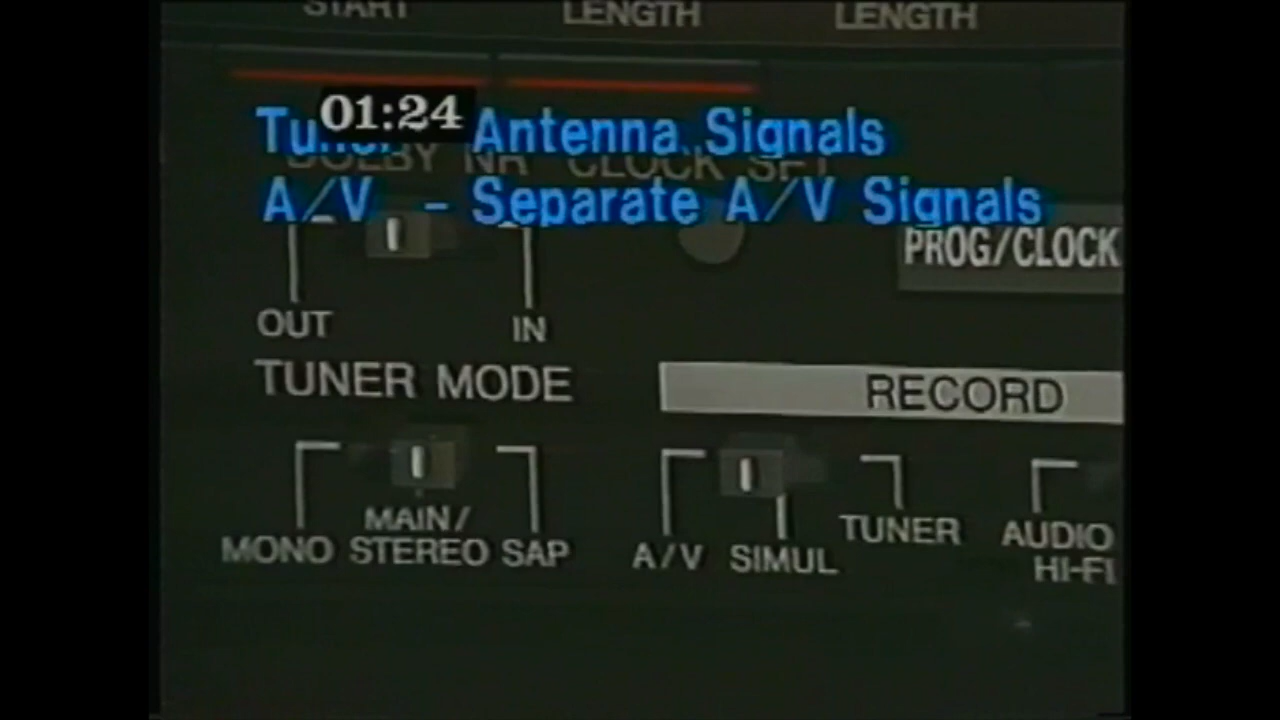 START LENGTH LENGTH
01:24
Tuner Antenna Signals
DOLBY NR CLOCK SET
A/V - Separate A/V Signals
PROG/CLOCK
OUT IN
TUNER MODE RECORD
MONO MAIN/STEREO SAP A/V SIMUL TUNER AUDIO
HI-FI